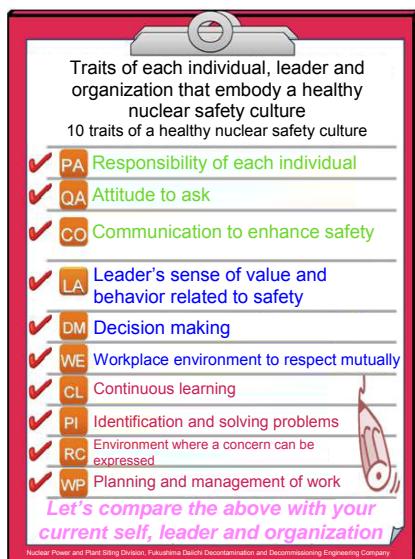 Traits of each individual, leader and
organization that embody a healthy
nuclear safety culture
10 traits of a healthy nuclear safety culture
PA Responsibility of each individual
QA Attitude to ask
CO Communication to enhance safety
LA Leader's sense of value and
behavior related to safety
DM Decision making
WE Workplace environment to respect mutually
CL Continuous learning
PI Identification and solving problems
RC Environment where a concern can be
expressed
WP Planning and management of work
Let's compare the above with your
current self, leader and organization
Nuclear Power and Plant Siting Division, Fukushima Daiichi Decontamination and Decommissioning Engineering Company